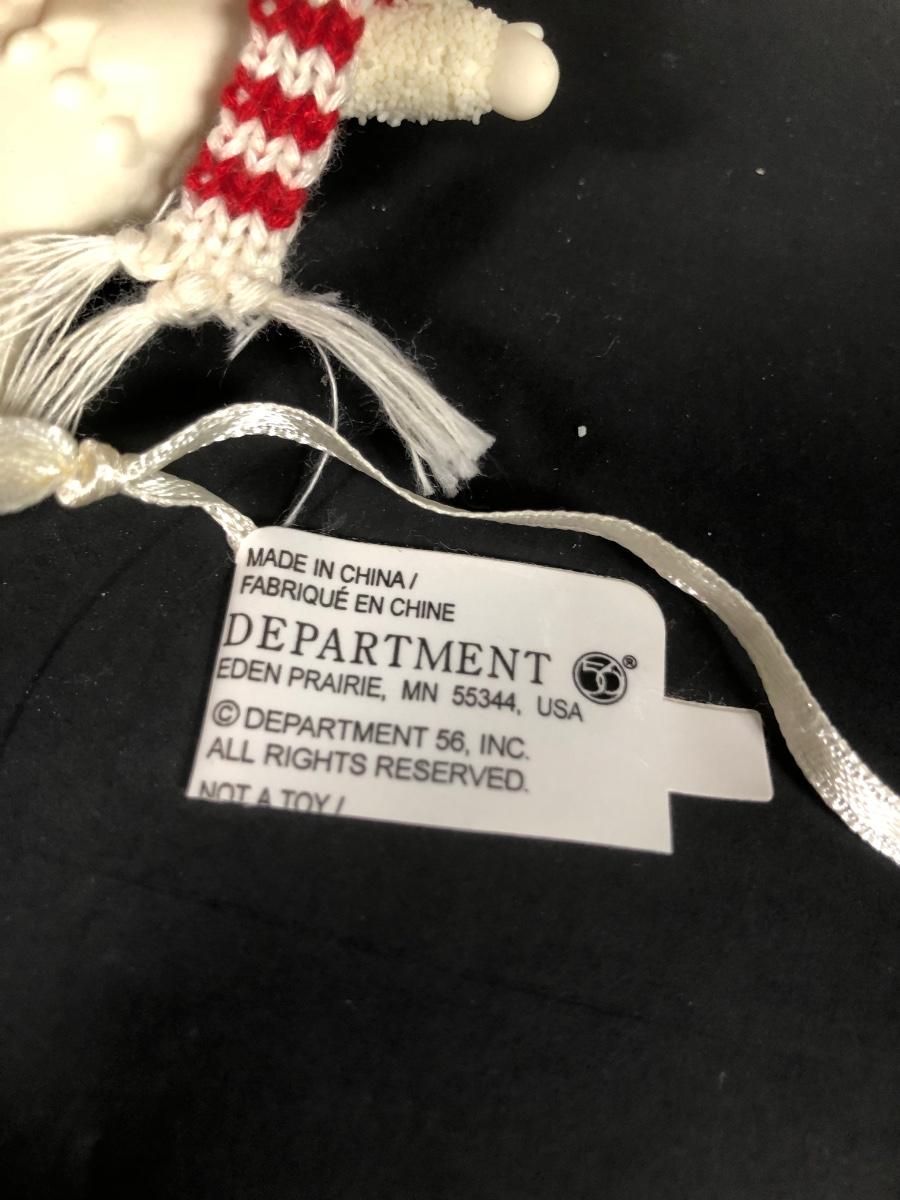 MADE IN CHINA /
FABRIQUÉ EN CHINE
DEPARTMENT 56®
EDEN PRAIRIE, MN 55344, USA
© DEPARTMENT 56, INC.
ALL RIGHTS RESERVED.
NOT A TOY /